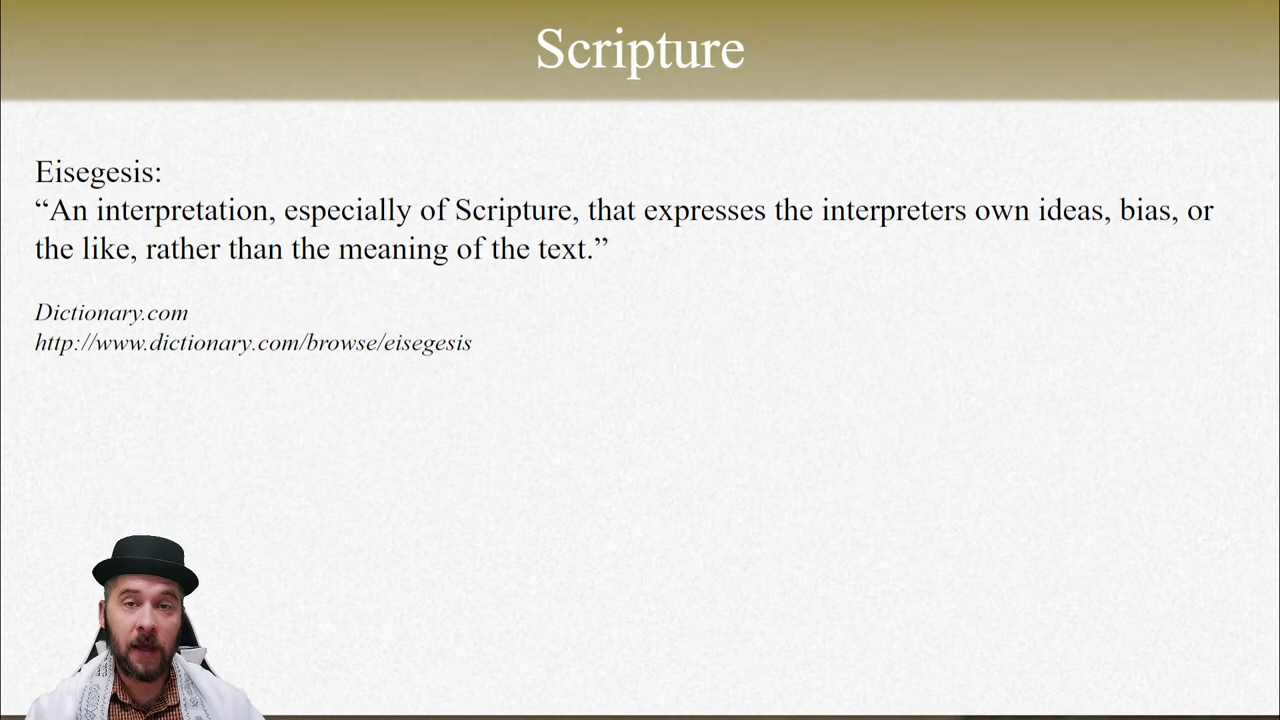 Scripture
Eisegesis:
“An interpretation, especially of Scripture, that expresses the interpreters own ideas, bias, or
the like, rather than the meaning of the text.”
Dictionary.com
http://www.dictionary.com/browse/eisegesis